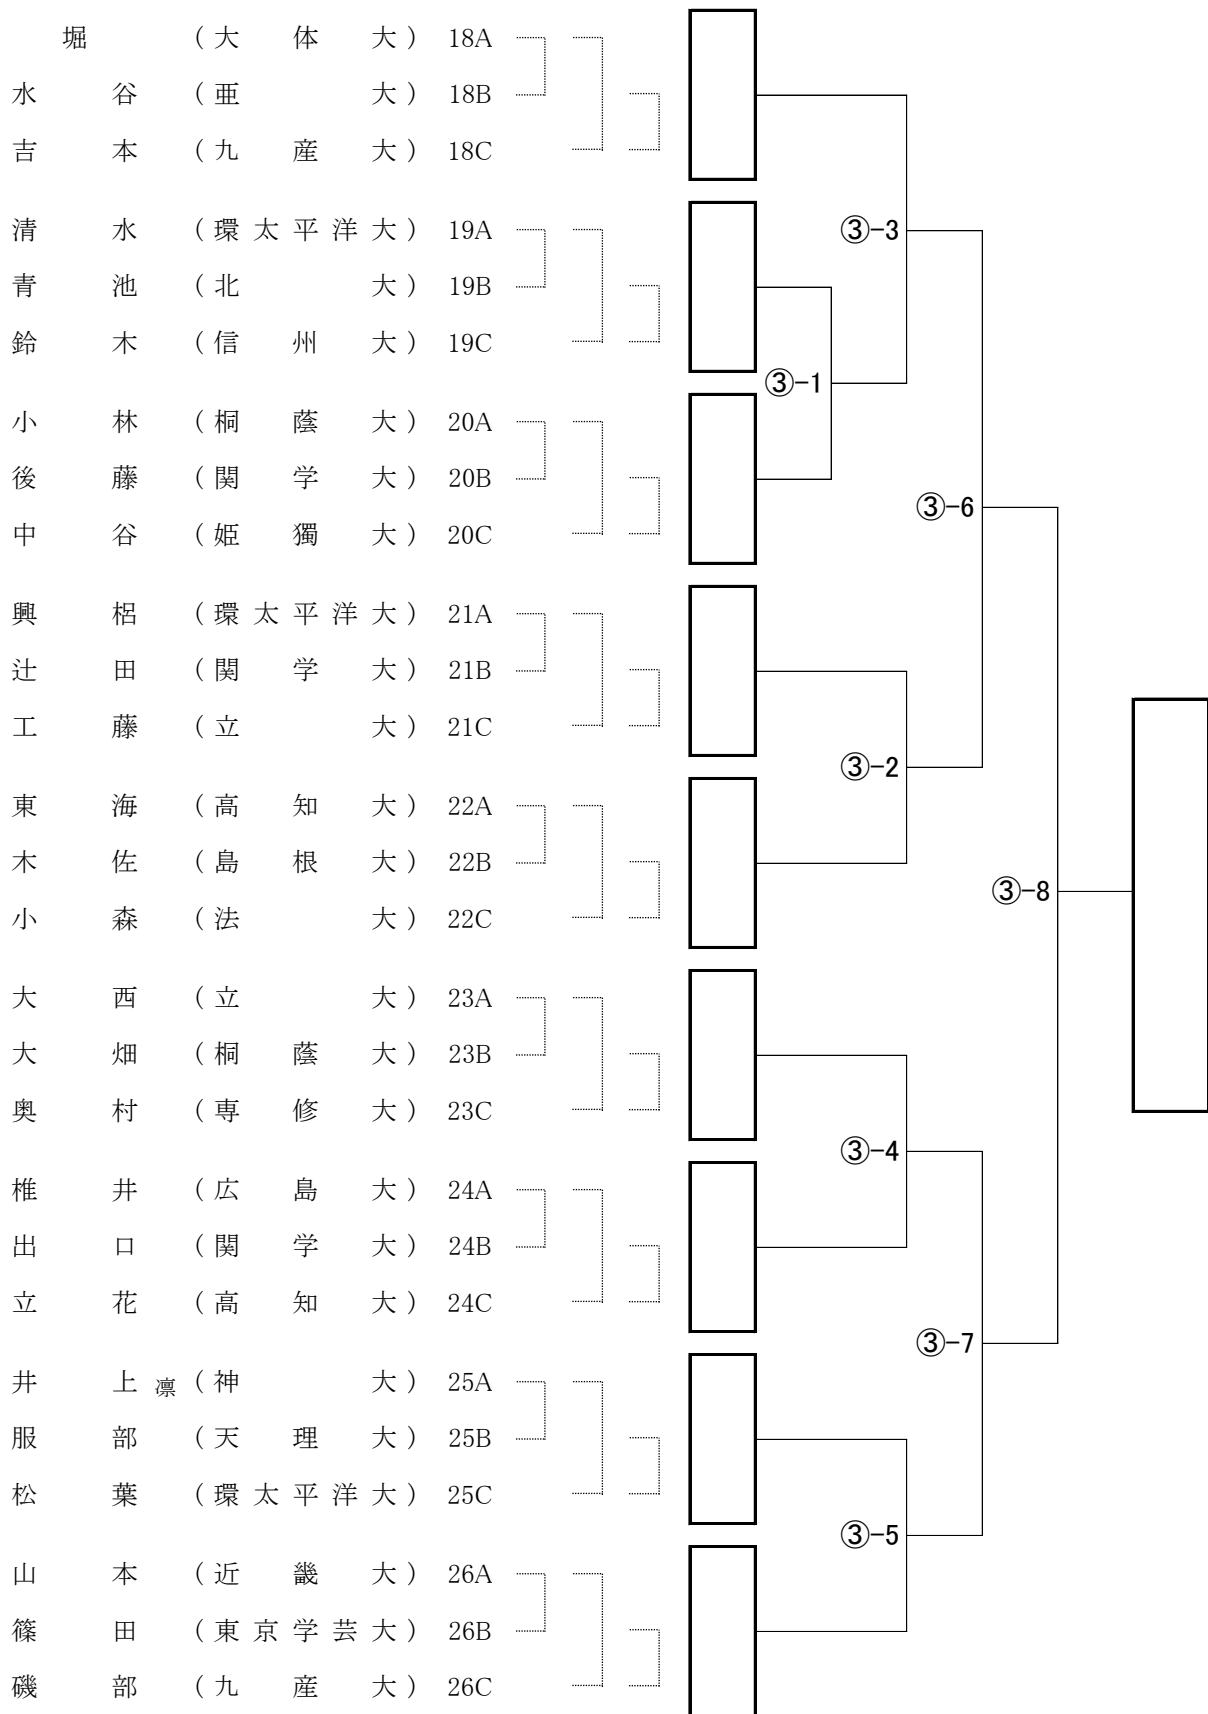 堀 （大体大） 18A
水谷 （亜大） 18B
吉本 （九産大） 18C
③-3
清水 （環太平洋大） 19A
青池 （北大） 19B
鈴木 （信州大） 19C
③-1
小林 （桐蔭大） 20A
後藤 （関学大） 20B
中谷 （姫獨大） 20C
③-6
興梠 （環太平洋大） 21A
辻田 （関学大） 21B
工藤 （立大） 21C
③-2
東海 （高知大） 22A
木佐 （島根大） 22B
小森 （法大） 22C
③-8
大西 （立大） 23A
大畑 （桐蔭大） 23B
奥村 （専修大） 23C
③-4
椎井 （広島大） 24A
出口 （関学大） 24B
立花 （高知大） 24C
③-7
井上凛 （神大） 25A
服部 （天理大） 25B
松葉 （環太平洋大） 25C
③-5
山本 （近畿大） 26A
篠田 （東京学芸大） 26B
磯部 （九産大） 26C